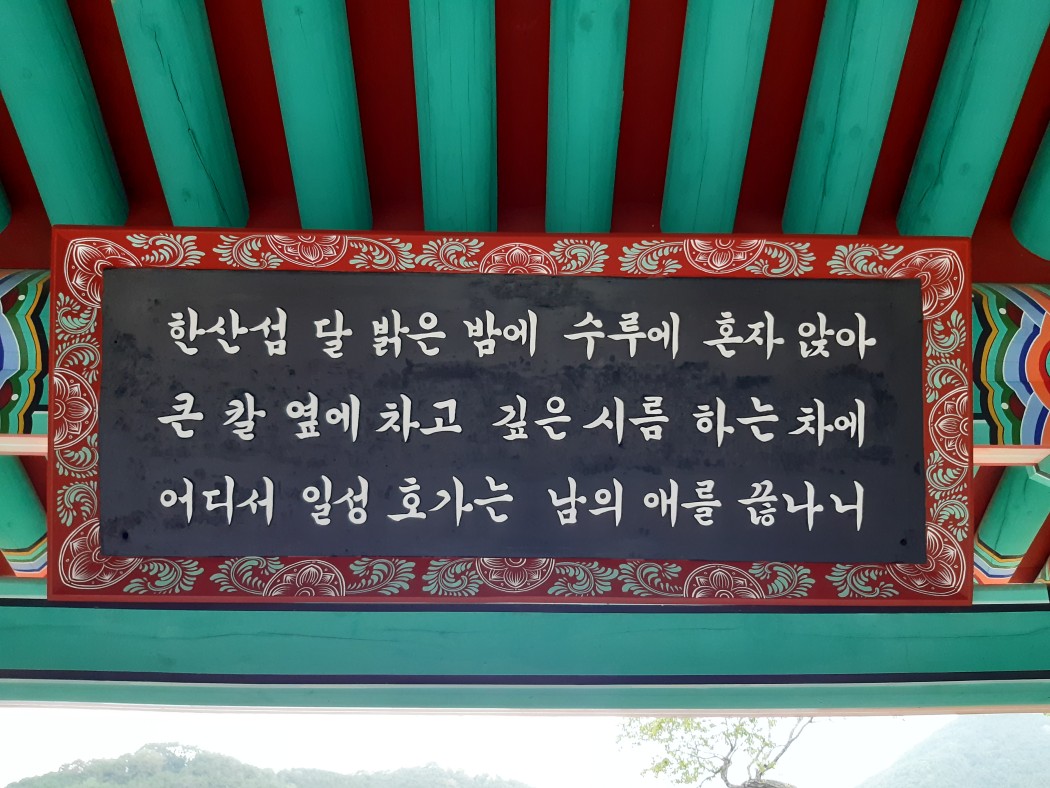 한산섬 달 밝은 밤에 수루에 혼자 앉아
큰 칼 옆에 차고 깊은 시름 하는 차에
어디서 일성 호가는 남의 애를 끊나니